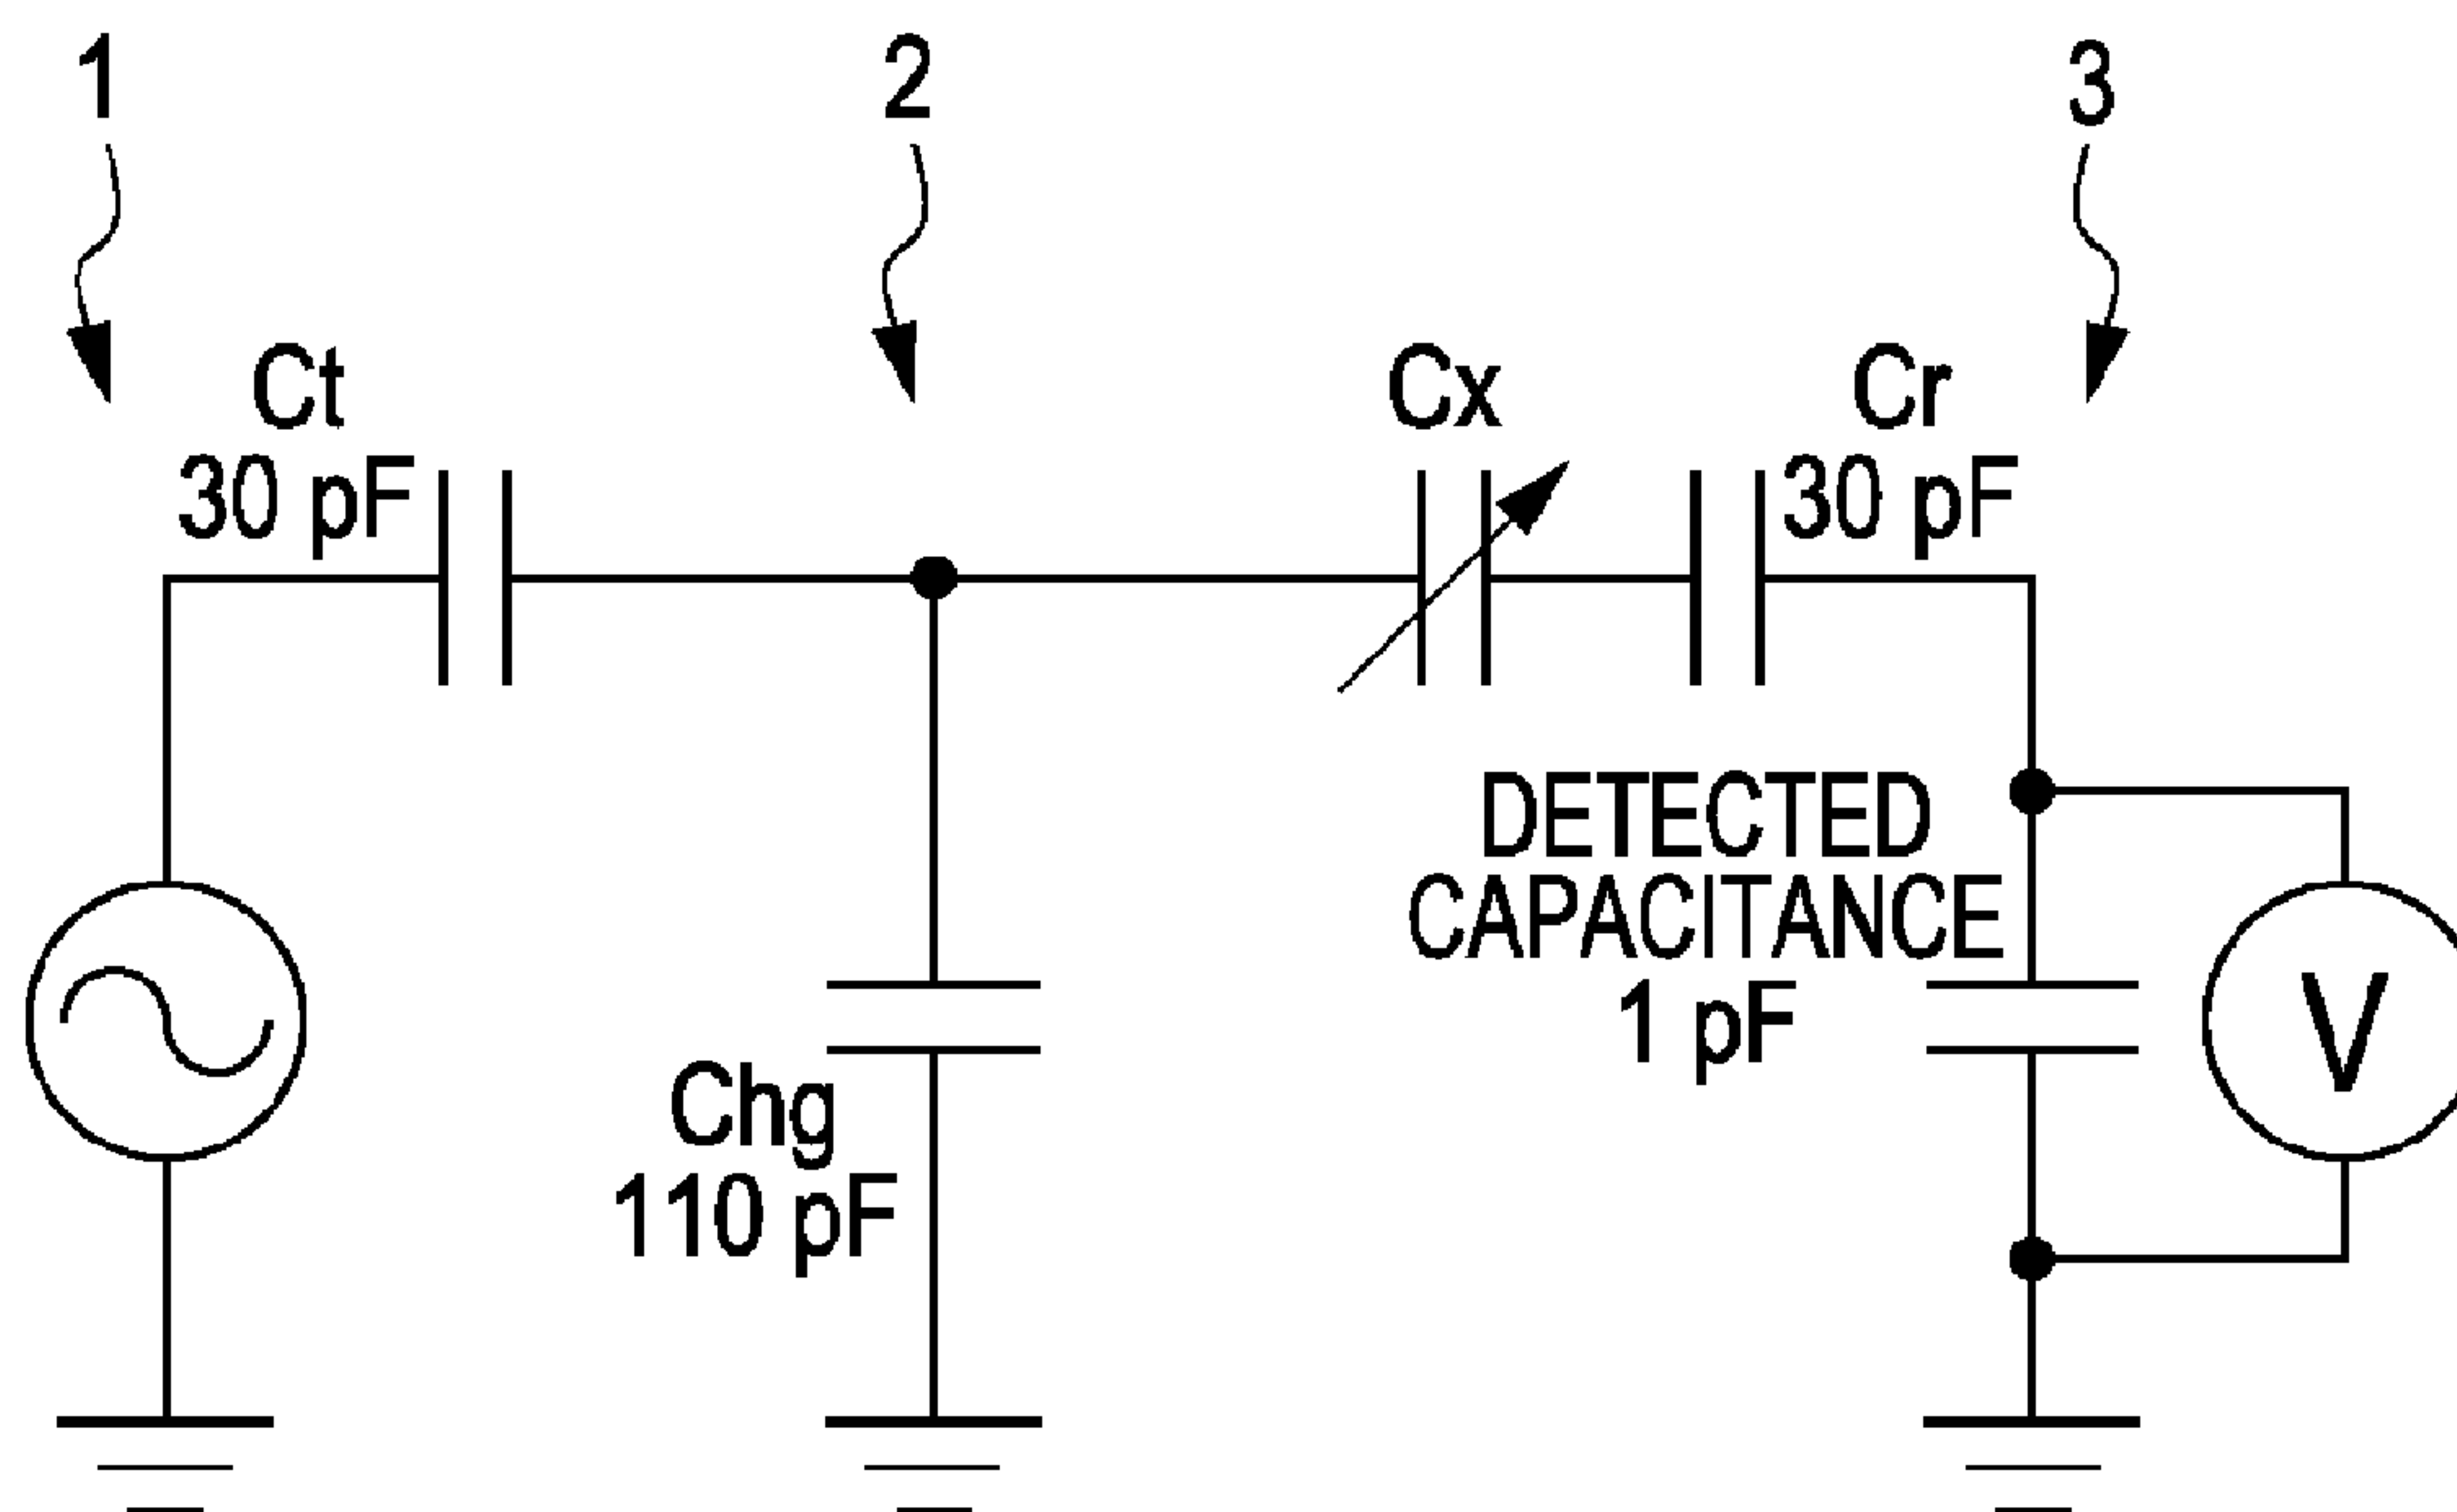 1
2
3
Ct
30 pF
Cx
Cr
30 pF
DETECTED
CAPACITANCE
1 pF
Chg
110 pF
V